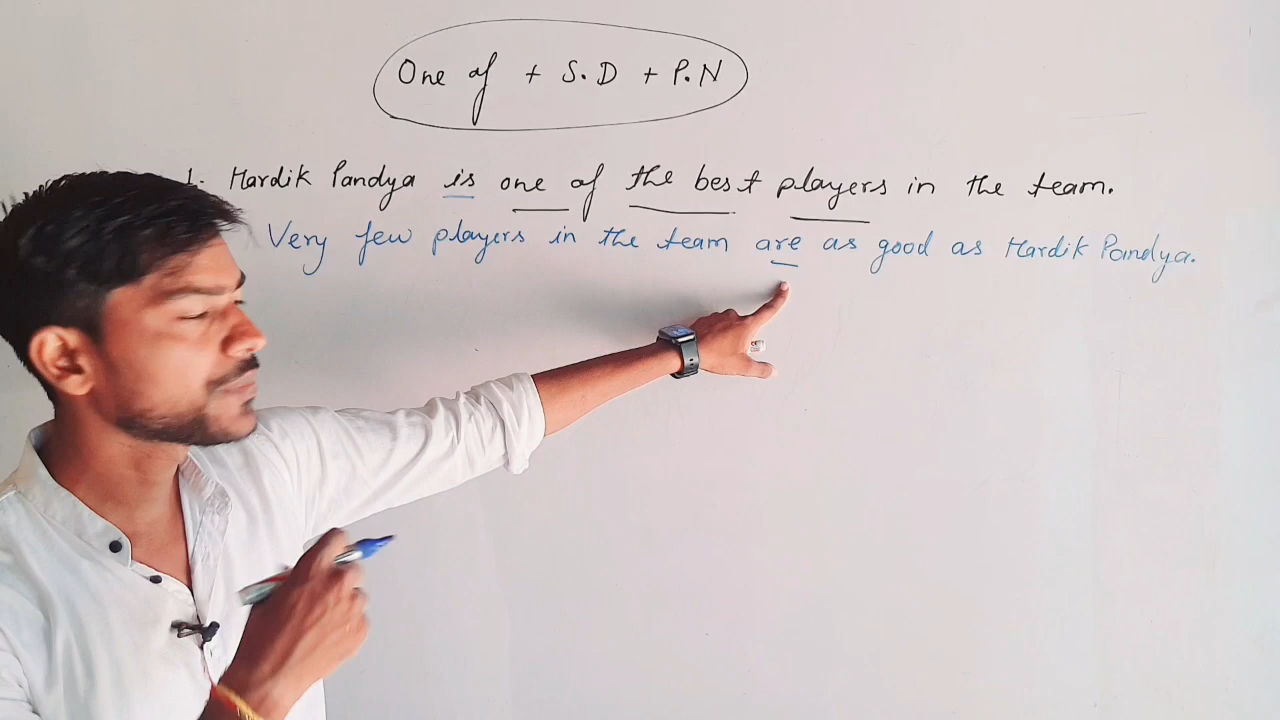 One of + S.D + P.N
1. Hardik Pandya is one of the best players in the team.
Very few players in the team are as good as Hardik Pandya.